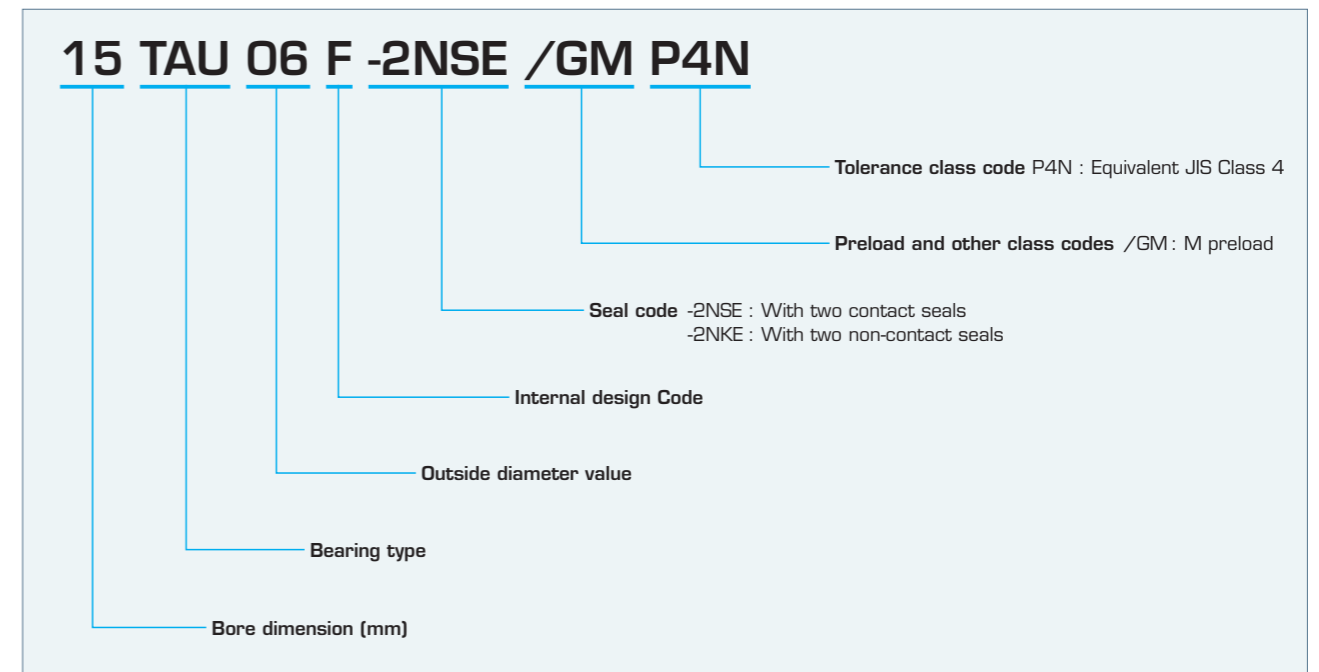 15 TAU 06 F -2NSE /GM P4N
Tolerance class code P4N : Equivalent JIS Class 4
Preload and other class codes /GM : M preload
Seal code -2NSE : With two contact seals
-2NKE : With two non-contact seals
Internal design Code
Outside diameter value
Bearing type
Bore dimension (mm)